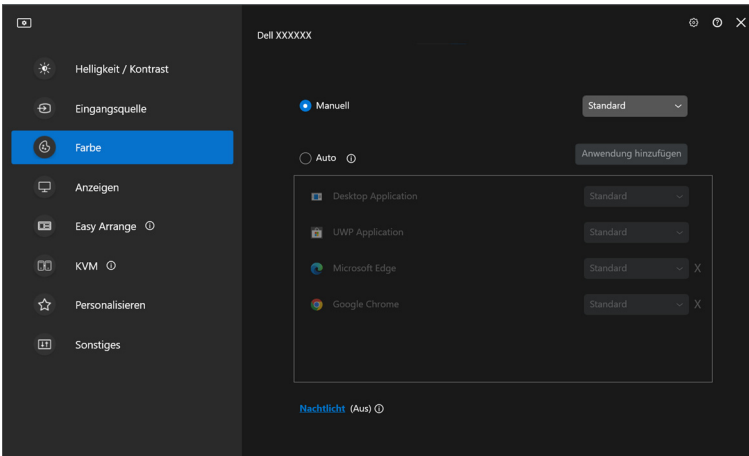 Dell XXXXXX
Helligkeit / Kontrast
Eingangsquelle
Farbe
Anzeigen
Easy Arrange
KVM
Personalisieren
Sonstiges
Manuell Standard
Auto Anwendung hinzufügen
Desktop Application Standard
UWP Application Standard
Microsoft Edge Standard X
Google Chrome Standard X
Nachtlicht (Aus)